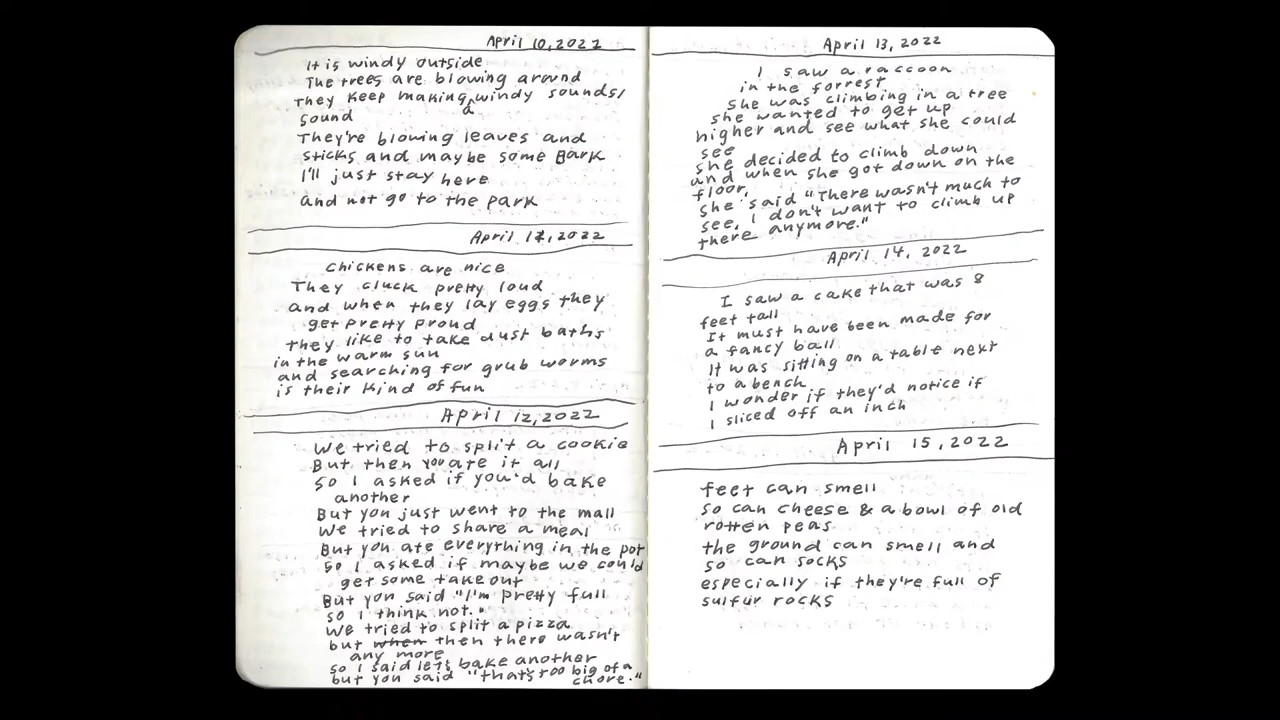 April 10, 2022
It is windy outside
The trees are blowing around
They keep making a windy sounds/
sound
They're blowing leaves and
sticks and maybe some Bark
I'll just stay here
and not go to the park
April 11, 2022
chickens are nice
They cluck pretty loud
and when they lay eggs they
get pretty proud
they like to take dust baths
in the warm sun
and searching for grub worms
is their kind of fun
April 12, 2022
We tried to split a cookie
But then you ate it all
So I asked if you'd bake
another
But you just went to the mall
We tried to share a meal
But you ate everything in the pot
So I asked if maybe we could
get some takeout
But you said "I'm pretty full
so I think not."
We tried to split a pizza
but when then there wasn't
any more
so I said lets bake another
but you said "that's too big of a
chore."
April 13, 2022
I saw a raccoon
in the forrest
She was climbing in a tree
she wanted to get up
higher and see what she could
see
she decided to climb down
and when she got down on the
floor,
she said "There wasn't much to
see, I don't want to climb up
there anymore."
April 14, 2022
I saw a cake that was 8
feet tall
It must have been made for
a fancy ball
It was sitting on a table next
to a bench
I wonder if they'd notice if
I sliced off an inch
April 15, 2022
feet can smell
so can cheese & a bowl of old
rotten peas
the ground can smell and
so can socks
especially if they're full of
sulfur rocks